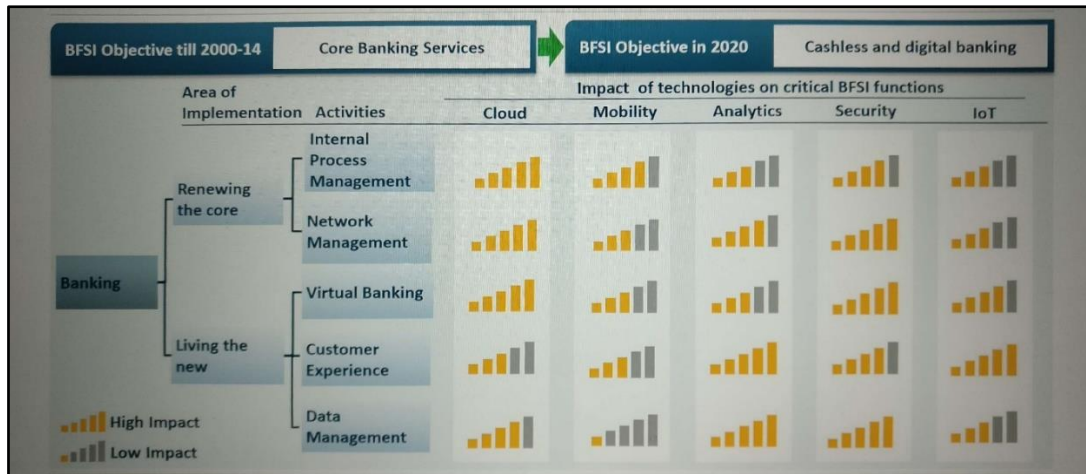 BFSI Objective till 2000-14
Core Banking Services
BFSI Objective in 2020
Cashless and digital banking
Impact of technologies on critical BFSI functions
Area of
Implementation
Activities
Cloud
Mobility
Analytics
Security
IoT
Banking
Renewing
the core
Internal
Process
Management
Network
Management
Living the
new
Virtual Banking
Customer
Experience
Data
Management
High Impact
Low Impact